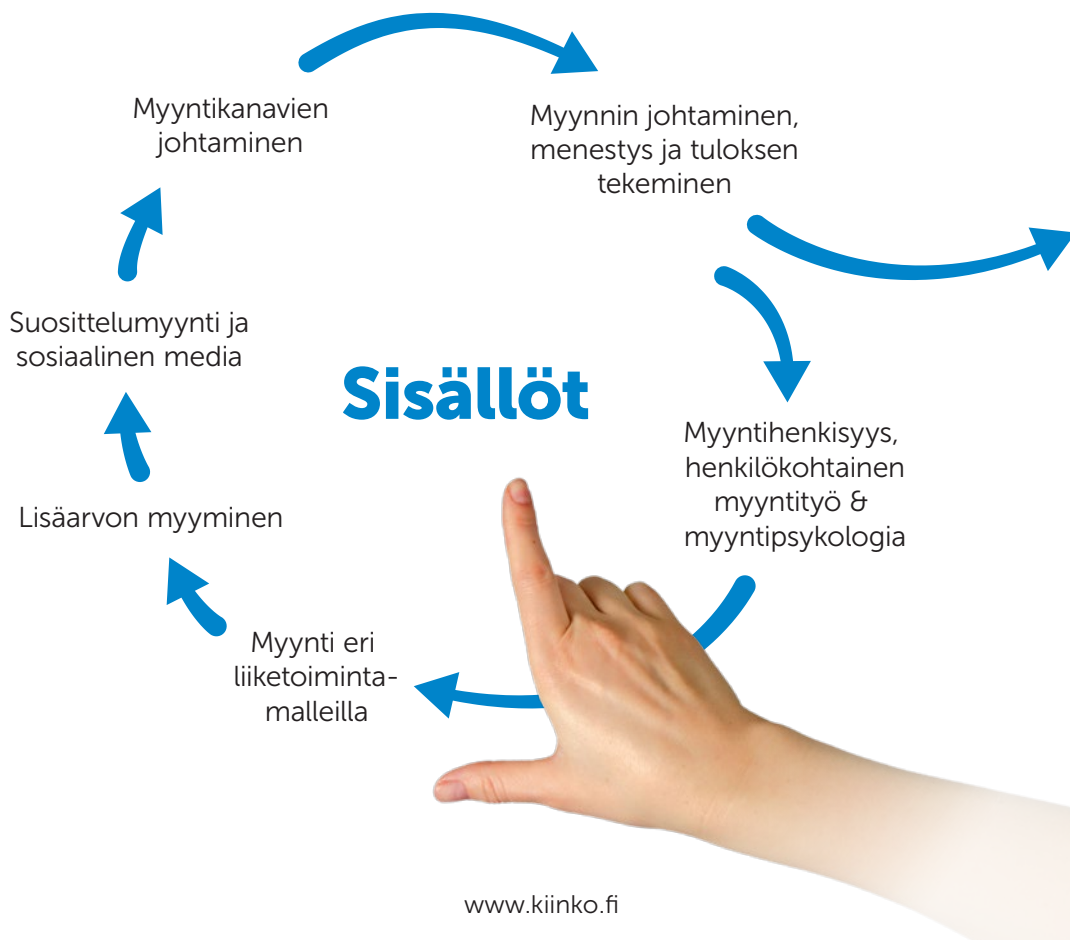 Myyntikanavien
johtaminen
Myynnin johtaminen,
menestys ja tuloksen
tekeminen
Suosittelumyynti ja
sosiaalinen media
Sisällöt
Myyntihenkisyys,
henkilökohtainen
myyntityö &
myyntipsykologia
Lisäarvon myyminen
Myynti eri
liiketoiminta-
malleilla
www.kiinko.fi